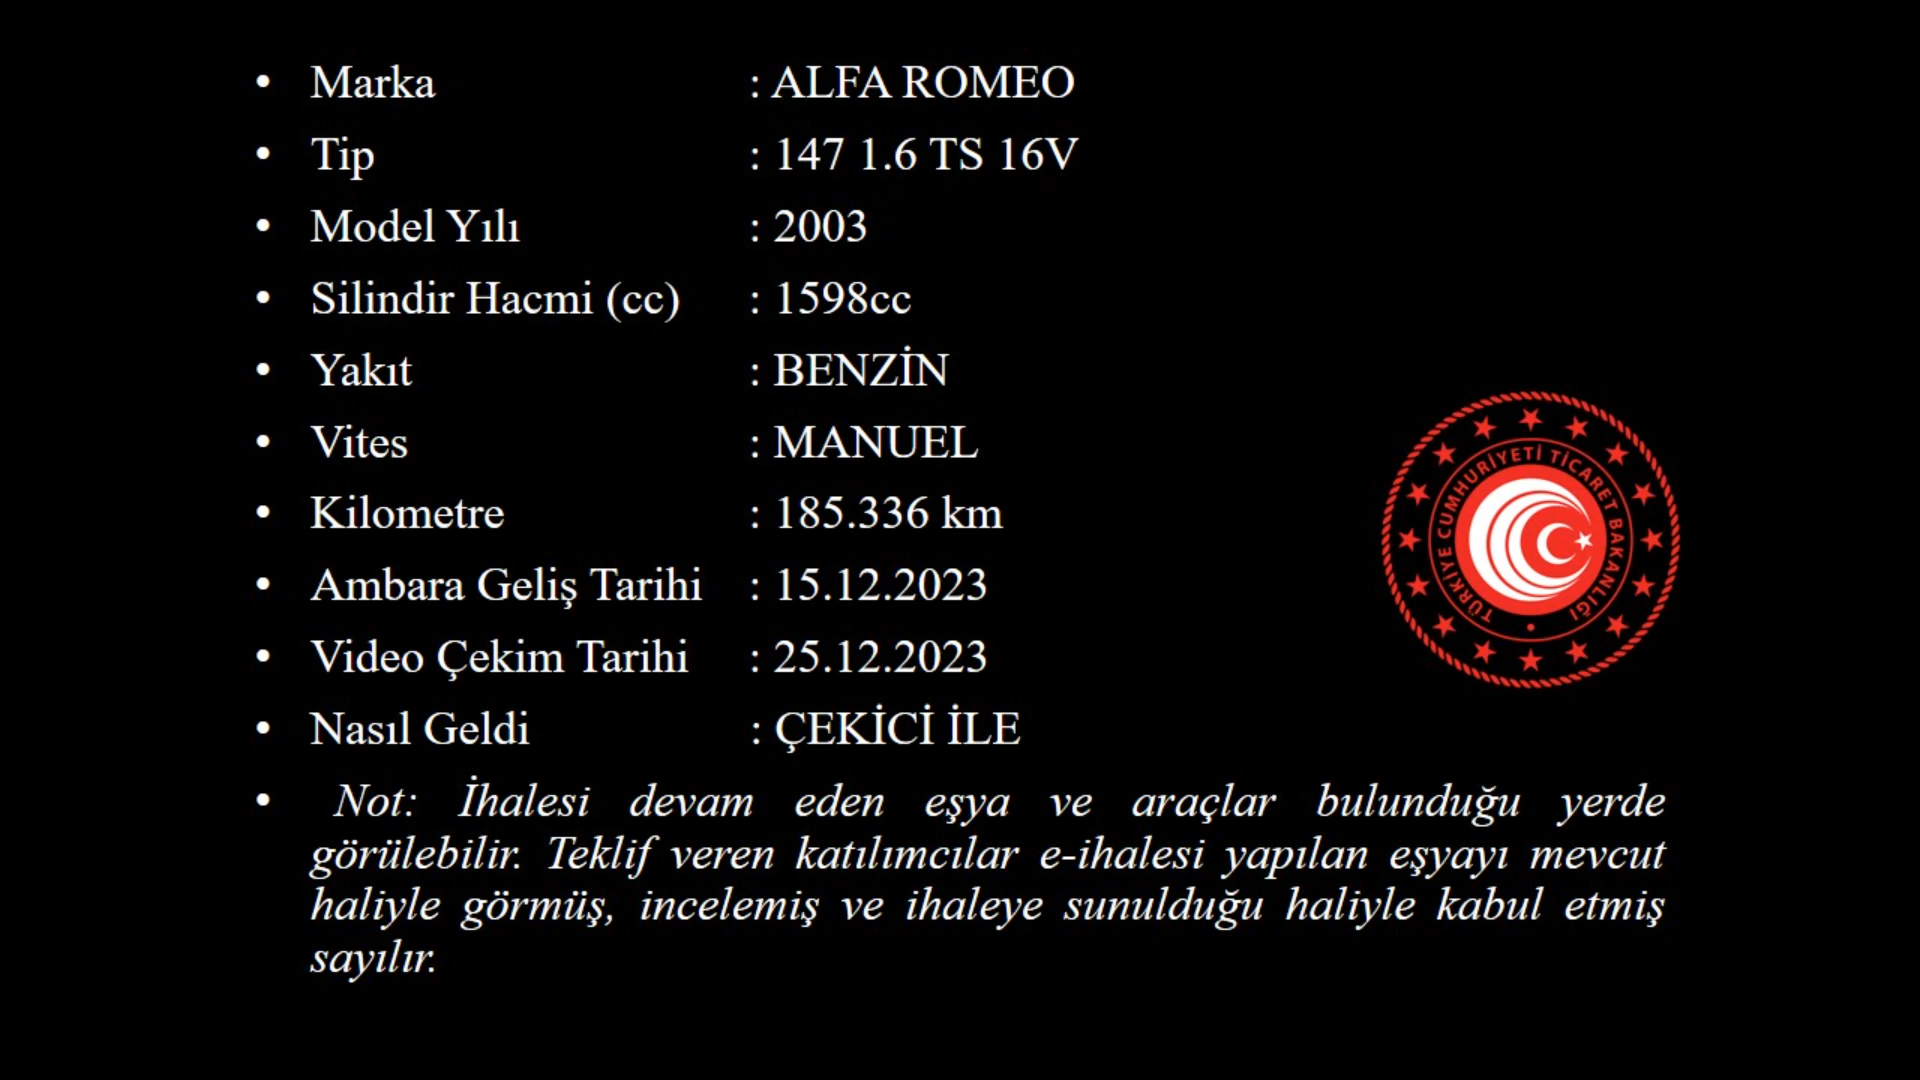 • Marka : ALFA ROMEO
• Tip : 147 1.6 TS 16V
• Model Yılı : 2003
• Silindir Hacmi (cc) : 1598cc
• Yakıt : BENZİN
• Vites : MANUEL
• Kilometre : 185.336 km
• Ambara Geliş Tarihi : 15.12.2023
• Video Çekim Tarihi : 25.12.2023
• Nasıl Geldi : ÇEKİCİ İLE
• Not: İhalesi devam eden eşya ve araçlar bulunduğu yerde
görülebilir. Teklif veren katılımcılar e-ihalesi yapılan eşyayı mevcut
haliyle görmüş, incelemiş ve ihaleye sunulduğu haliyle kabul etmiş
sayılır.
TÜRKİYE CUMHURİYETİ TİCARET BAKANLIĞI